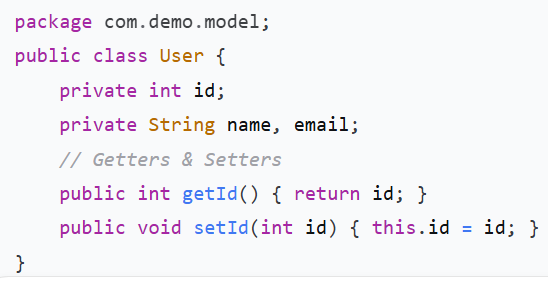 package com.demo.model;
public class User {
    private int id;
    private String name, email;
    // Getters & Setters
    public int getId() { return id; }
    public void setId(int id) { this.id = id; }
}